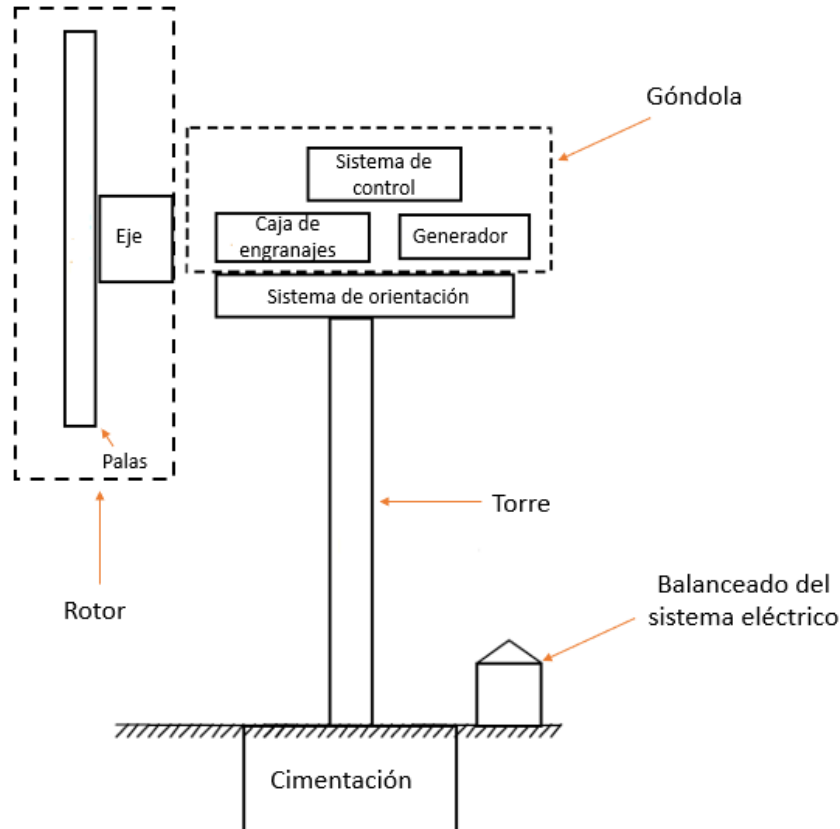 Góndola
Sistema de
control
Eje
Caja de
engranajes
Generador
Sistema de orientación
Palas
Torre
Rotor
Balanceado del
sistema eléctrico
Cimentación